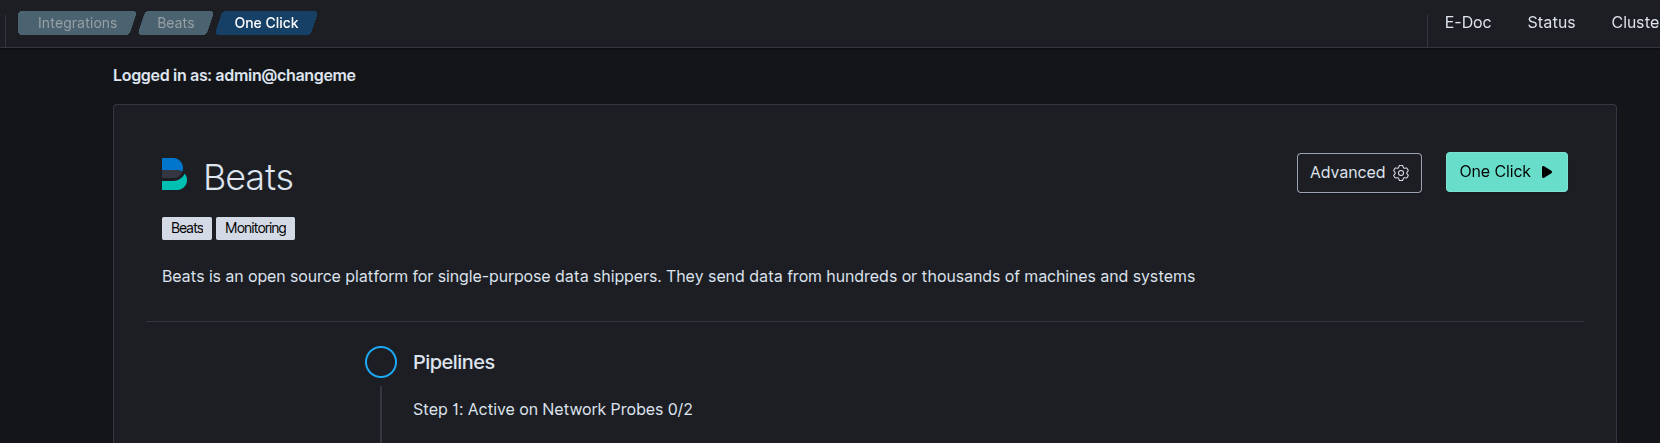 Integrations Beats One Click E-Doc Status Cluste
Logged in as: admin@changeme
Beats Advanced One Click
Beats Monitoring
Beats is an open source platform for single-purpose data shippers. They send data from hundreds or thousands of machines and systems
Pipelines
Step 1: Active on Network Probes 0/2